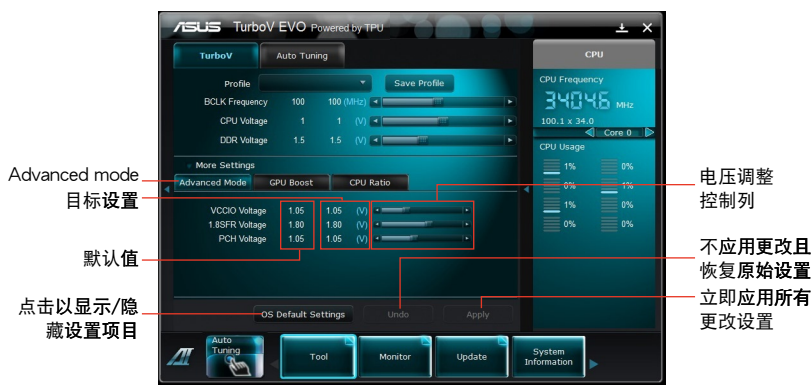 ASUS TurboV EVO Powered by TPU
TurboV
Auto Tuning
Profile
Save Profile
BCLK Frequency 100 100 (MHz)
CPU Voltage 1 1 (V)
DDR Voltage 1.5 1.5 (V)
More Settings
Advanced Mode
GPU Boost
CPU Ratio
VCCIO Voltage 1.05 1.05 (V)
1.8SFR Voltage 1.80 1.80 (V)
PCH Voltage 1.05 1.05 (V)
OS Default Settings
Undo
Apply
CPU
CPU Frequency
3404.6 MHz
100.1 x 34.0
Core 0
CPU Usage
1% 0%
0% 1%
1% 0%
0% 0%
Auto
Tuning
Tool
Monitor
Update
System
Information
Advanced mode
目标设置
默认值
点击以显示/隐
藏设置项目
电压调整
控制列
不应用更改且
恢复原始设置
立即应用所有
更改设置